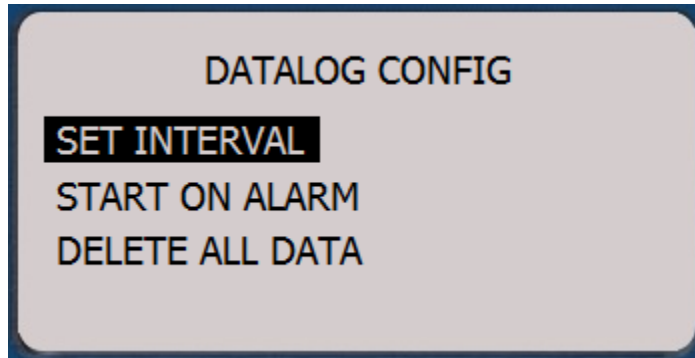 DATALOG CONFIG
SET INTERVAL
START ON ALARM
DELETE ALL DATA